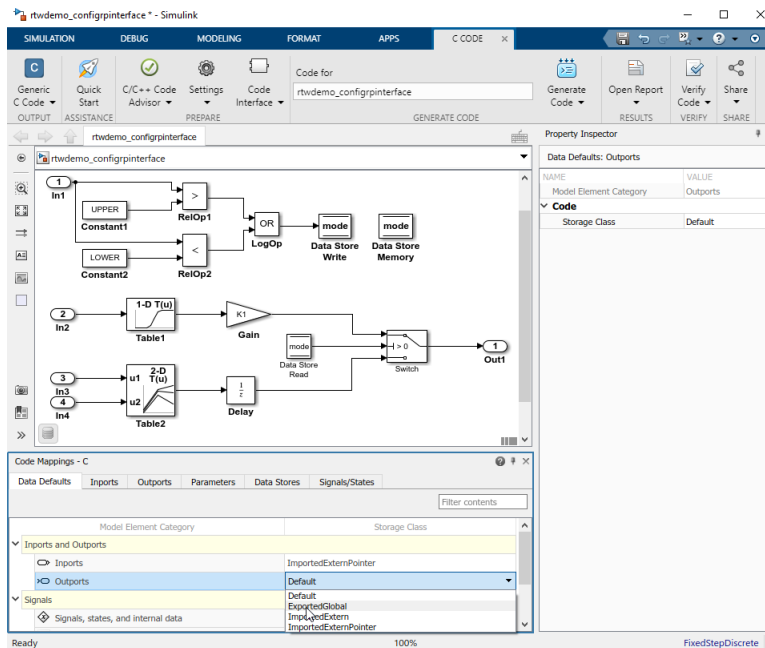 rtwdemo_configrpinterface * - Simulink
SIMULATION DEBUG MODELING FORMAT APPS C CODE
Generic C Code
Quick Start
C/C++ Code Advisor
Settings
Code Interface
Code for
rtwdemo_configrpinterface
Generate Code
Open Report
Verify Code
Share
OUTPUT ASSISTANCE PREPARE GENERATE CODE RESULTS VERIFY SHARE
rtwdemo_configrpinterface
rtwdemo_configrpinterface
1
In1
UPPER
Constant1
>
RelOp1
LOWER
Constant2
<
RelOp2
OR
LogOp
mode
Data Store
Write
mode
Data Store
Memory
2
In2
1-D T(u)
Table1
K1
Gain
mode
Data Store
Read
> 0
Switch
1
Out1
3
In3
4
In4
u1
u2
2-D
T(u)
Table2
1
z
Delay
Property Inspector
Data Defaults: Outports
NAME VALUE
Model Element Category Outports
Code
Storage Class Default
Code Mappings - C
Data Defaults Inports Outports Parameters Data Stores Signals/States
Filter contents
Model Element Category Storage Class
Inports and Outports
Inports ImportedExternPointer
Outports Default
Default
ExportedGlobal
ImportedExtern
ImportedExternPointer
Signals
Signals, states, and internal data
Ready 100% FixedStepDiscrete